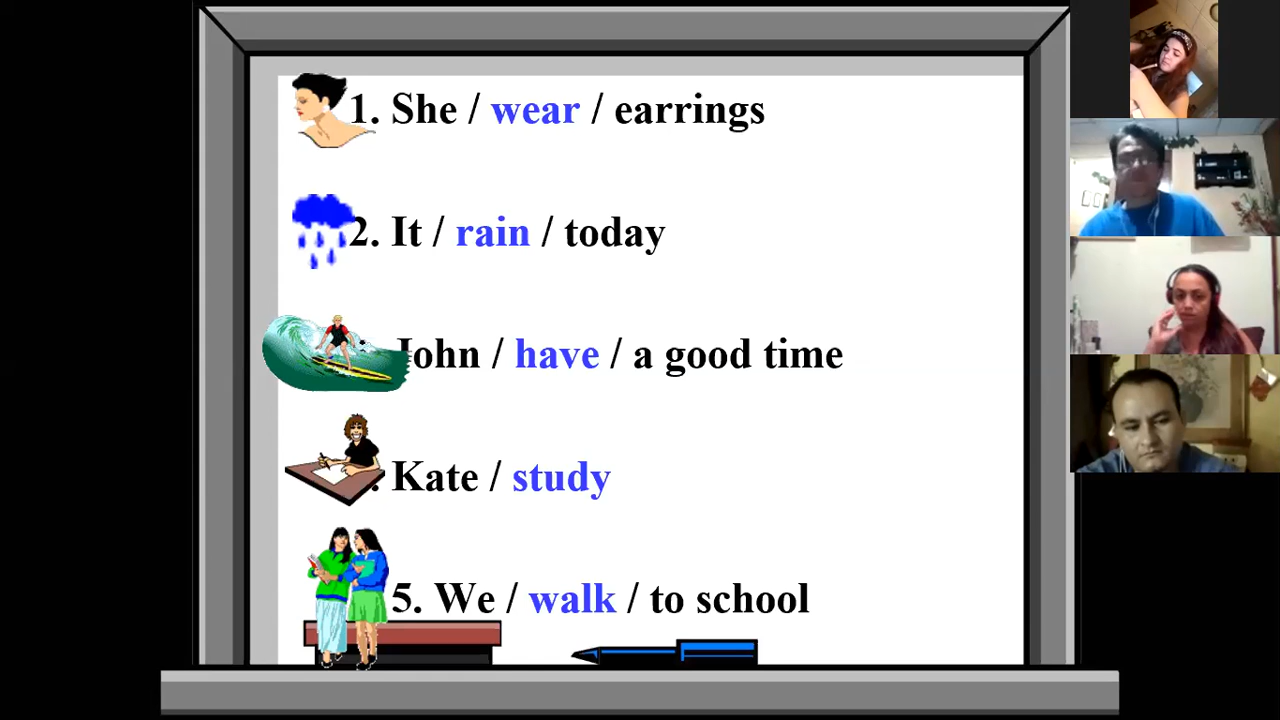 1. She / wear / earrings
2. It / rain / today
John / have / a good time
. Kate / study
5. We / walk / to school